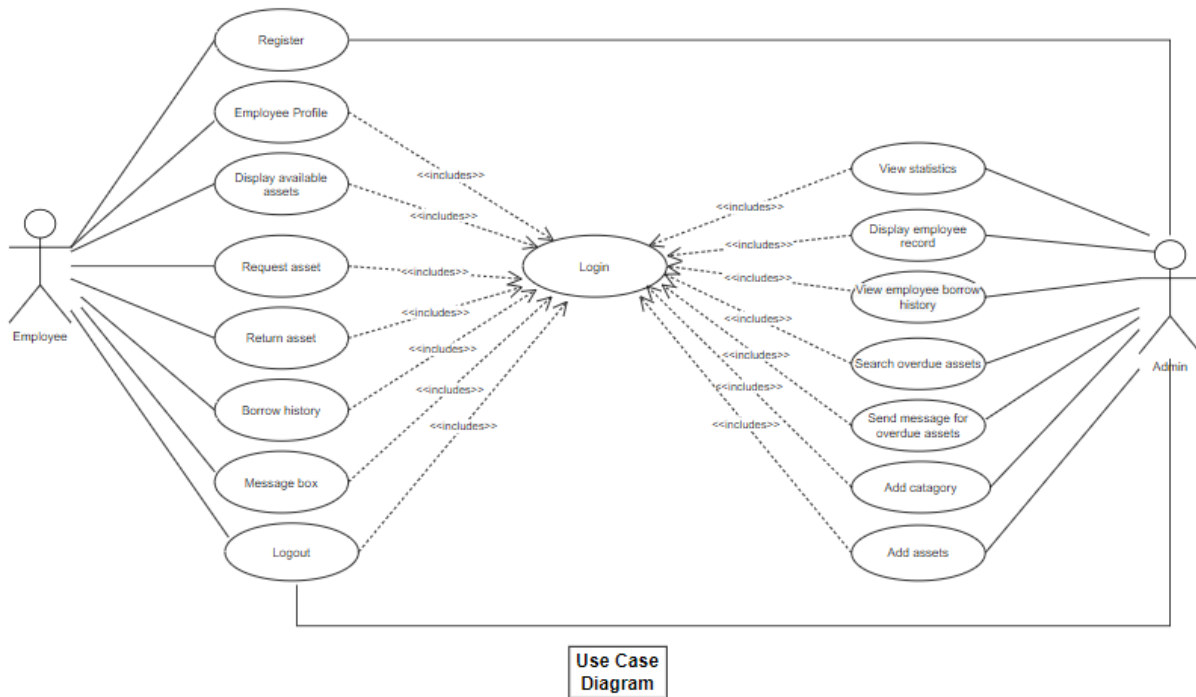 Register
Employee Profile
Display available
assets
Request asset
Return asset
Borrow history
Message box
Logout
Employee
<<includes>>
<<includes>>
<<includes>>
<<includes>>
<<includes>>
<<includes>>
<<includes>>
Login
<<includes>>
<<includes>>
<<includes>>
<<includes>>
<<includes>>
<<includes>>
<<includes>>
View statistics
Display employee
record
View employee borrow
history
Search overdue assets
Send message for
overdue assets
Add catagory
Add assets
Admin
Use Case
Diagram